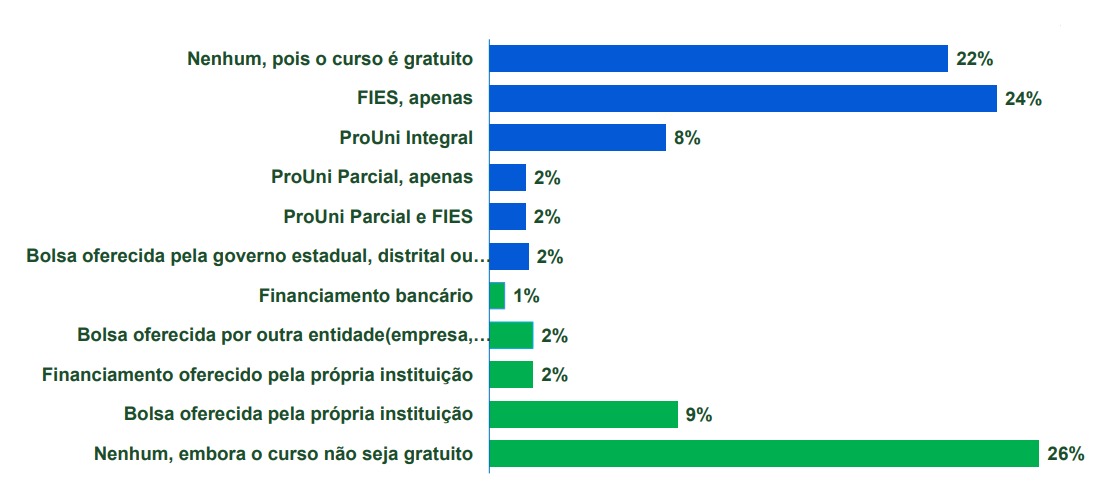 Nenhum, pois o curso é gratuito 22%
FIES, apenas 24%
ProUni Integral 8%
ProUni Parcial, apenas 2%
ProUni Parcial e FIES 2%
Bolsa oferecida pela governo estadual, distrital ou… 2%
Financiamento bancário 1%
Bolsa oferecida por outra entidade(empresa,… 2%
Financiamento oferecido pela própria instituição 2%
Bolsa oferecida pela própria instituição 9%
Nenhum, embora o curso não seja gratuito 26%